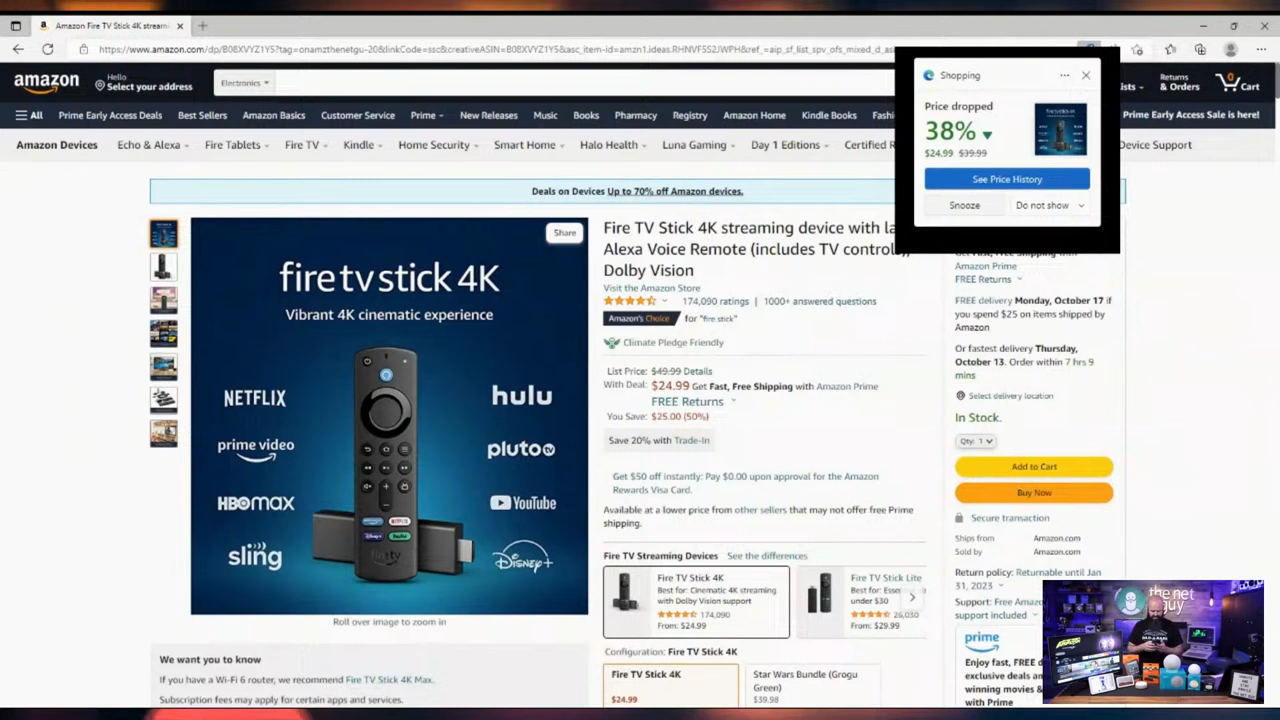 Amazon Fire TV Stick 4K stream
https://www.amazon.com/dp/B08XVYZ1Y5?tag=onamzthenetgu-20&linkCode=ssc&creativeASIN=B08XVYZ1Y5&asc_item-id=amzn1.ideas.RHNVF5S2JWPH&ref_=aip_sf_list_spv_ofs_mixed_d_as
amazon
Hello
Select your address
Electronics
Returns
& Orders
0
Cart
All
Prime Early Access Deals
Best Sellers
Amazon Basics
Customer Service
Prime
New Releases
Music
Books
Pharmacy
Registry
Amazon Home
Kindle Books
Prime Early Access Sale is here!
Amazon Devices
Echo & Alexa
Fire Tablets
Fire TV
Kindle
Home Security
Smart Home
Halo Health
Luna Gaming
Day 1 Editions
Certified R
Device Support
Shopping
Price dropped
38%
$24.99 $39.99
See Price History
Snooze
Do not show
Deals on Devices Up to 70% off Amazon devices.
Share
fire tv stick 4K
Vibrant 4K cinematic experience
NETFLIX
hulu
prime video
pluto tv
HBOMAX
YouTube
sling
Disney+
Roll over image to zoom in
We want you to know
If you have a Wi-Fi 6 router, we recommend Fire TV Stick 4K Max.
Subscription fees may apply for certain apps and services.
Fire TV Stick 4K streaming device with la
Alexa Voice Remote (includes TV controls),
Dolby Vision
Visit the Amazon Store
174,090 ratings | 1000+ answered questions
Amazon's Choice for "fire stick"
Climate Pledge Friendly
List Price: $49.99 Details
With Deal: $24.99 Get Fast, Free Shipping with Amazon Prime
FREE Returns
You Save: $25.00 (50%)
Save 20% with Trade-In
Get $50 off instantly: Pay $0.00 upon approval for the Amazon
Rewards Visa Card.
Available at a lower price from other sellers that may not offer free Prime
shipping.
Fire TV Streaming Devices See the differences
Fire TV Stick 4K
Best for: Cinematic 4K streaming
with Dolby Vision support
174,090
From: $24.99
Fire TV Stick Lite
Best for: Esse
under $30
26,030
From: $29.99
Configuration: Fire TV Stick 4K
Fire TV Stick 4K
$24.99
Star Wars Bundle (Grogu
Green)
$39.98
Get Fast, Free Shipping with
Amazon Prime
FREE Returns
FREE delivery Monday, October 17 if
you spend $25 on items shipped by
Amazon
Or fastest delivery Thursday,
October 13. Order within 7 hrs 9
mins
Select delivery location
In Stock.
Qty: 1
Add to Cart
Buy Now
Secure transaction
Ships from Amazon.com
Sold by Amazon.com
Return policy: Returnable until Jan
31, 2023
Support: Free Amazo
support included
prime
Enjoy fast, FREE d
exclusive deals an
winning movies &
with Prime
the net
guy